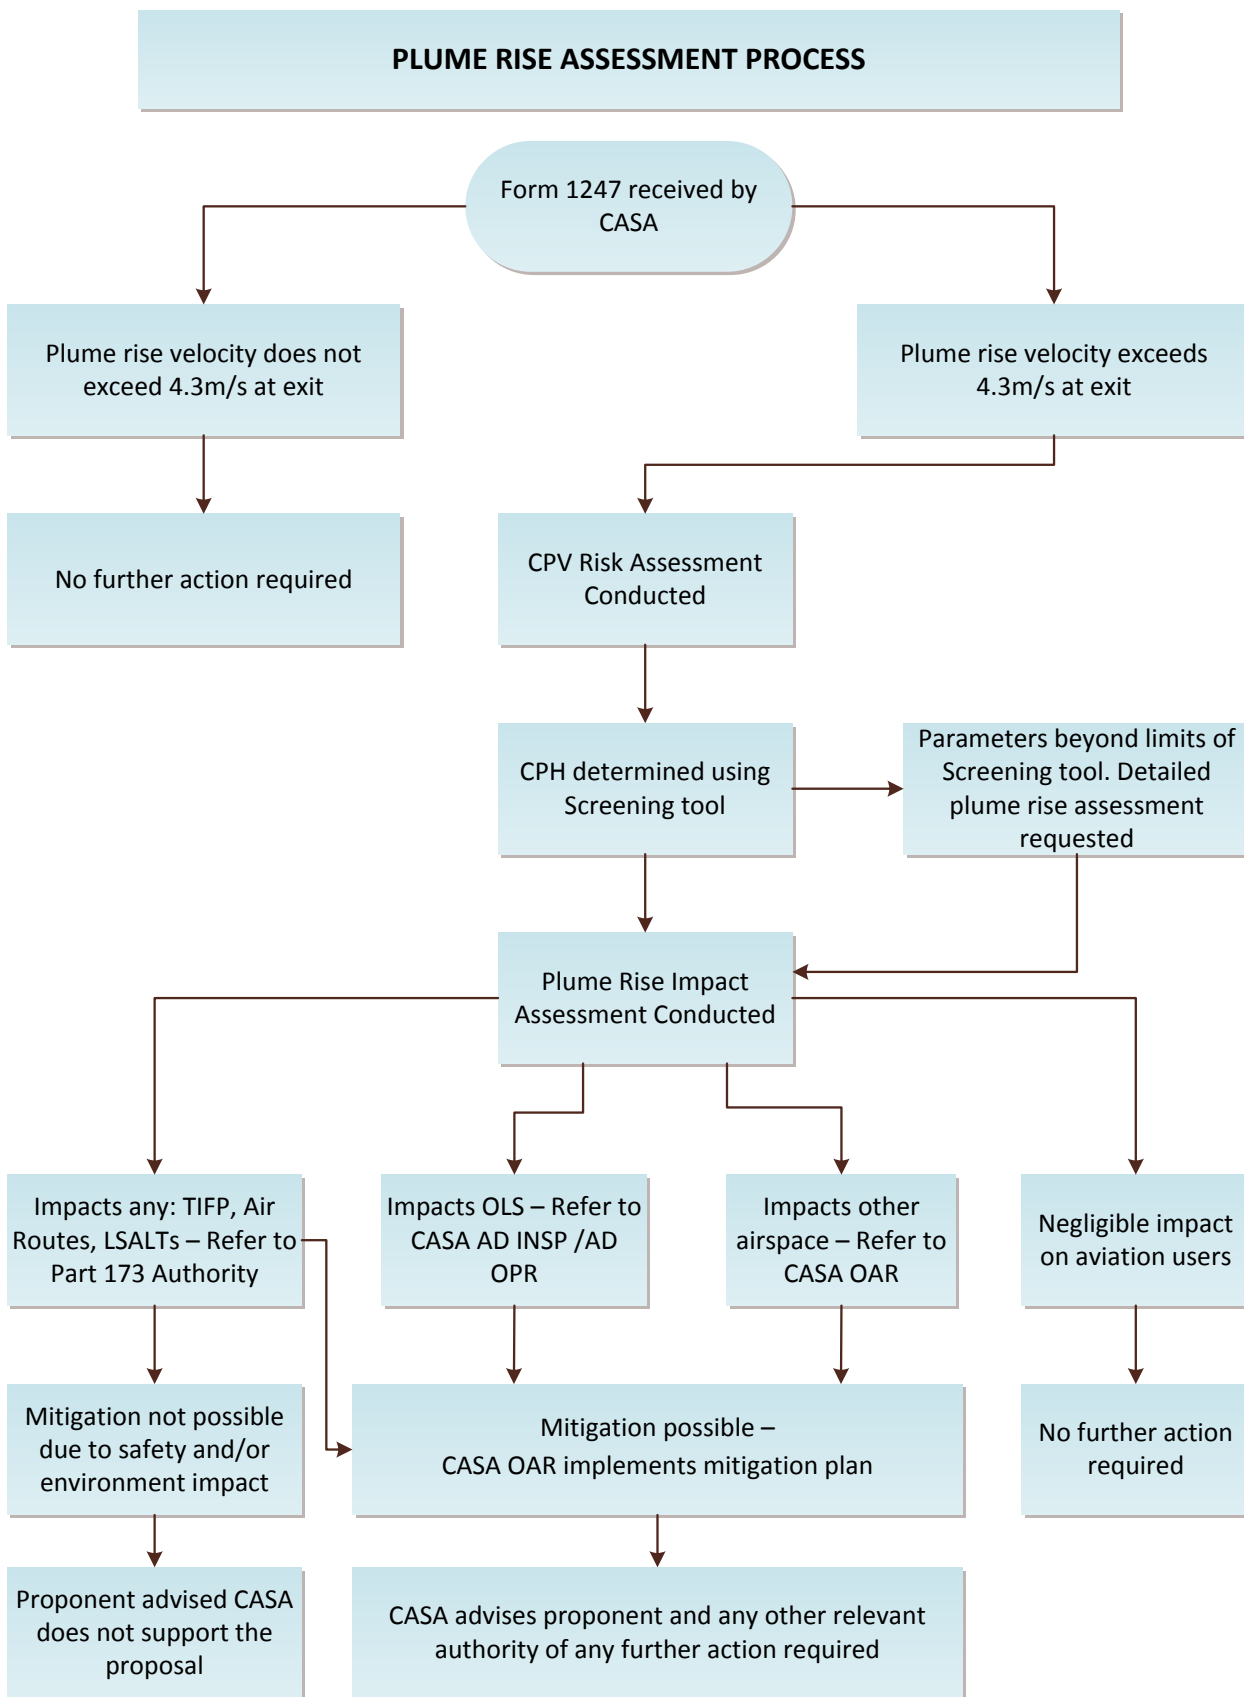 PLUME RISE ASSESSMENT PROCESS
Form 1247 received by
CASA
Plume rise velocity does not
exceed 4.3m/s at exit
Plume rise velocity exceeds
4.3m/s at exit
No further action required
CPV Risk Assessment
Conducted
CPH determined using
Screening tool
Parameters beyond limits of
Screening tool. Detailed
plume rise assessment
requested
Plume Rise Impact
Assessment Conducted
Impacts any: TIFP, Air
Routes, LSALTs – Refer to
Part 173 Authority
Impacts OLS – Refer to
CASA AD INSP /AD
OPR
Impacts other
airspace – Refer to
CASA OAR
Negligible impact
on aviation users
Mitigation not possible
due to safety and/or
environment impact
Mitigation possible –
CASA OAR implements mitigation plan
No further action
required
Proponent advised CASA
does not support the
proposal
CASA advises proponent and any other relevant
authority of any further action required